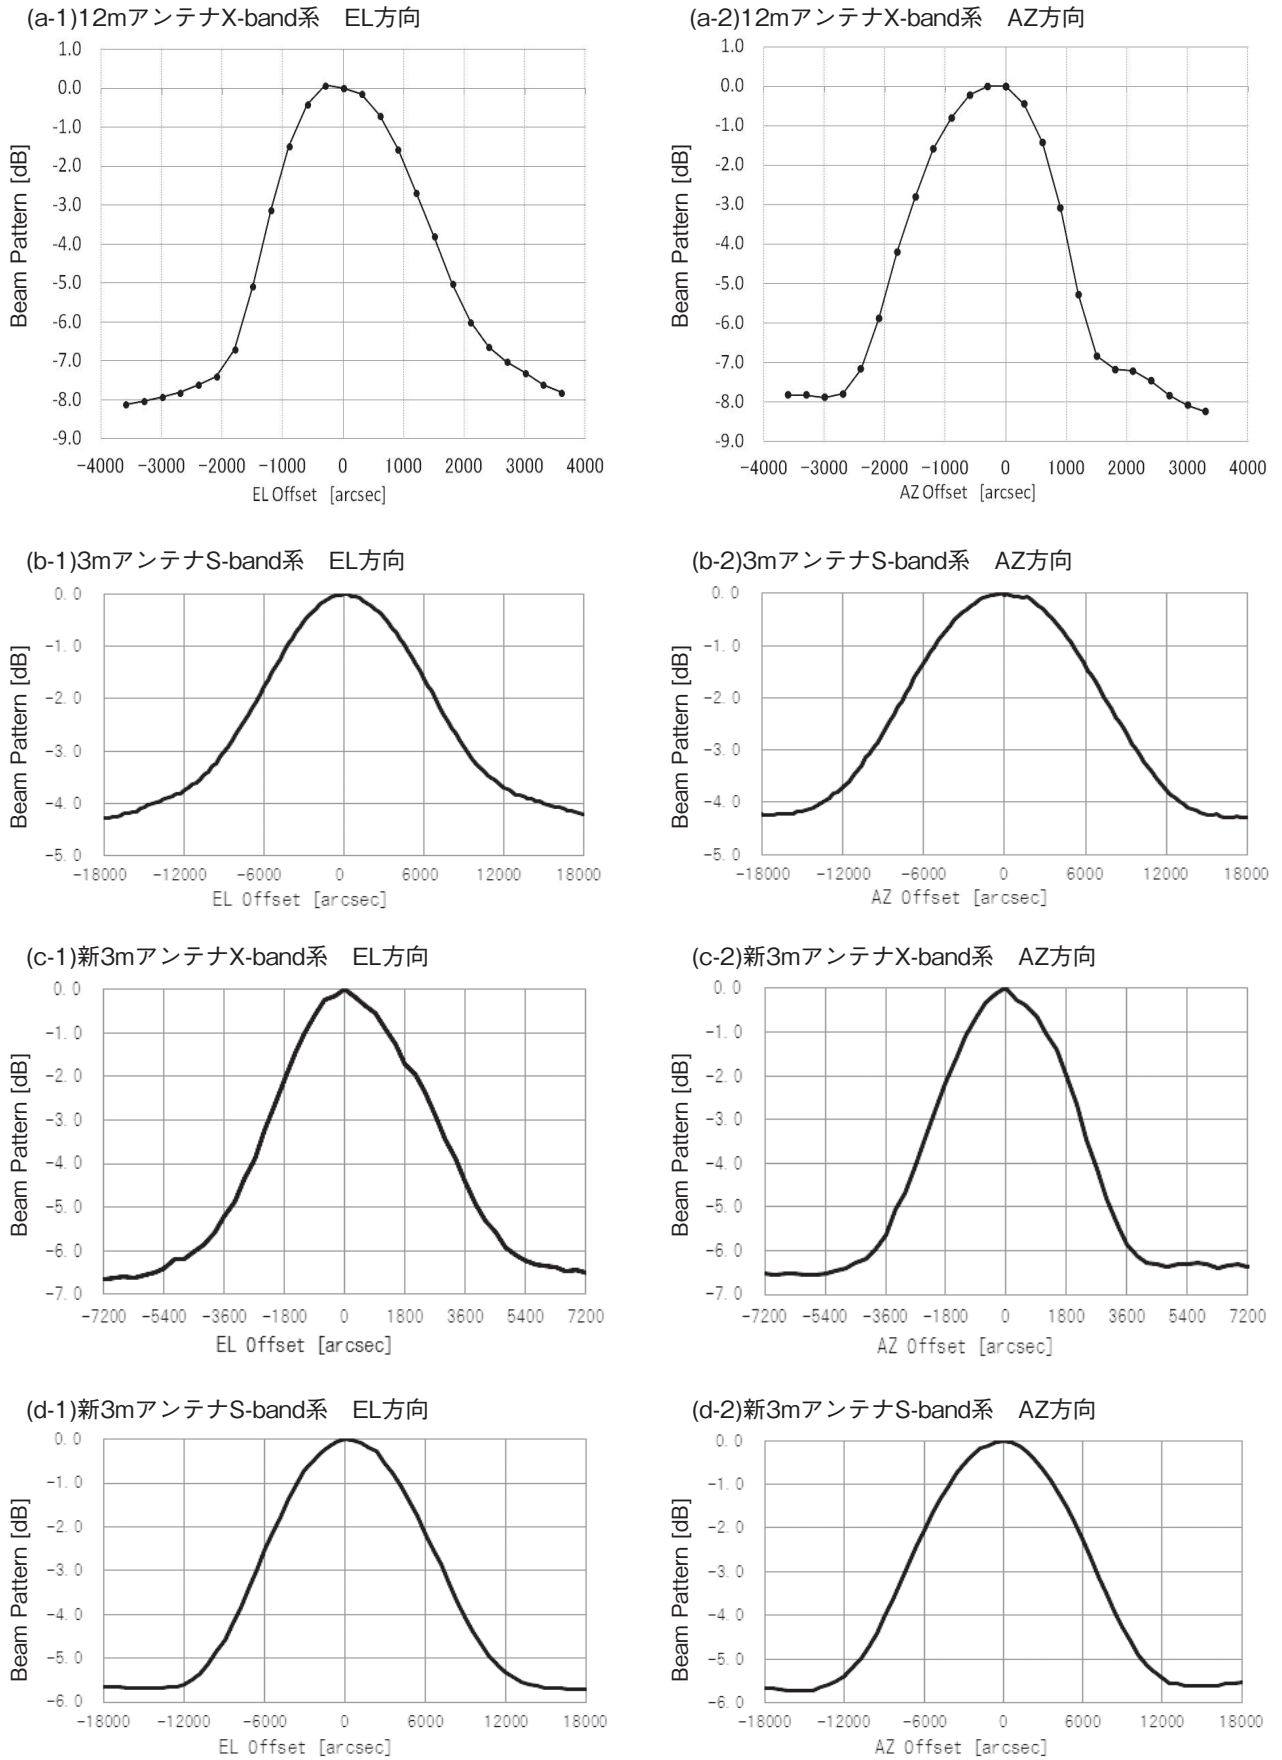 (a-1)12mアンテナX-band系 EL方向
1.0
0.0
-1.0
-2.0
-3.0
-4.0
-5.0
-6.0
-7.0
-8.0
-9.0
Beam Pattern [dB]
-4000 -3000 -2000 -1000 0 1000 2000 3000 4000
EL Offset [arcsec]
(a-2)12mアンテナX-band系 AZ方向
1.0
0.0
-1.0
-2.0
-3.0
-4.0
-5.0
-6.0
-7.0
-8.0
-9.0
Beam Pattern [dB]
-4000 -3000 -2000 -1000 0 1000 2000 3000 4000
AZ Offset [arcsec]
(b-1)3mアンテナS-band系 EL方向
0.0
-1.0
-2.0
-3.0
-4.0
-5.0
Beam Pattern [dB]
-18000 -12000 -6000 0 6000 12000 18000
EL Offset [arcsec]
(b-2)3mアンテナS-band系 AZ方向
0.0
-1.0
-2.0
-3.0
-4.0
-5.0
Beam Pattern [dB]
-18000 -12000 -6000 0 6000 12000 18000
AZ Offset [arcsec]
(c-1)新3mアンテナX-band系 EL方向
0.0
-1.0
-2.0
-3.0
-4.0
-5.0
-6.0
-7.0
Beam Pattern [dB]
-7200 -5400 -3600 -1800 0 1800 3600 5400 7200
EL Offset [arcsec]
(c-2)新3mアンテナX-band系 AZ方向
0.0
-1.0
-2.0
-3.0
-4.0
-5.0
-6.0
-7.0
Beam Pattern [dB]
-7200 -5400 -3600 -1800 0 1800 3600 5400 7200
AZ Offset [arcsec]
(d-1)新3mアンテナS-band系 EL方向
0.0
-1.0
-2.0
-3.0
-4.0
-5.0
-6.0
Beam Pattern [dB]
-18000 -12000 -6000 0 6000 12000 18000
EL Offset [arcsec]
(d-2)新3mアンテナS-band系 AZ方向
0.0
-1.0
-2.0
-3.0
-4.0
-5.0
-6.0
Beam Pattern [dB]
-18000 -12000 -6000 0 6000 12000 18000
AZ Offset [arcsec]